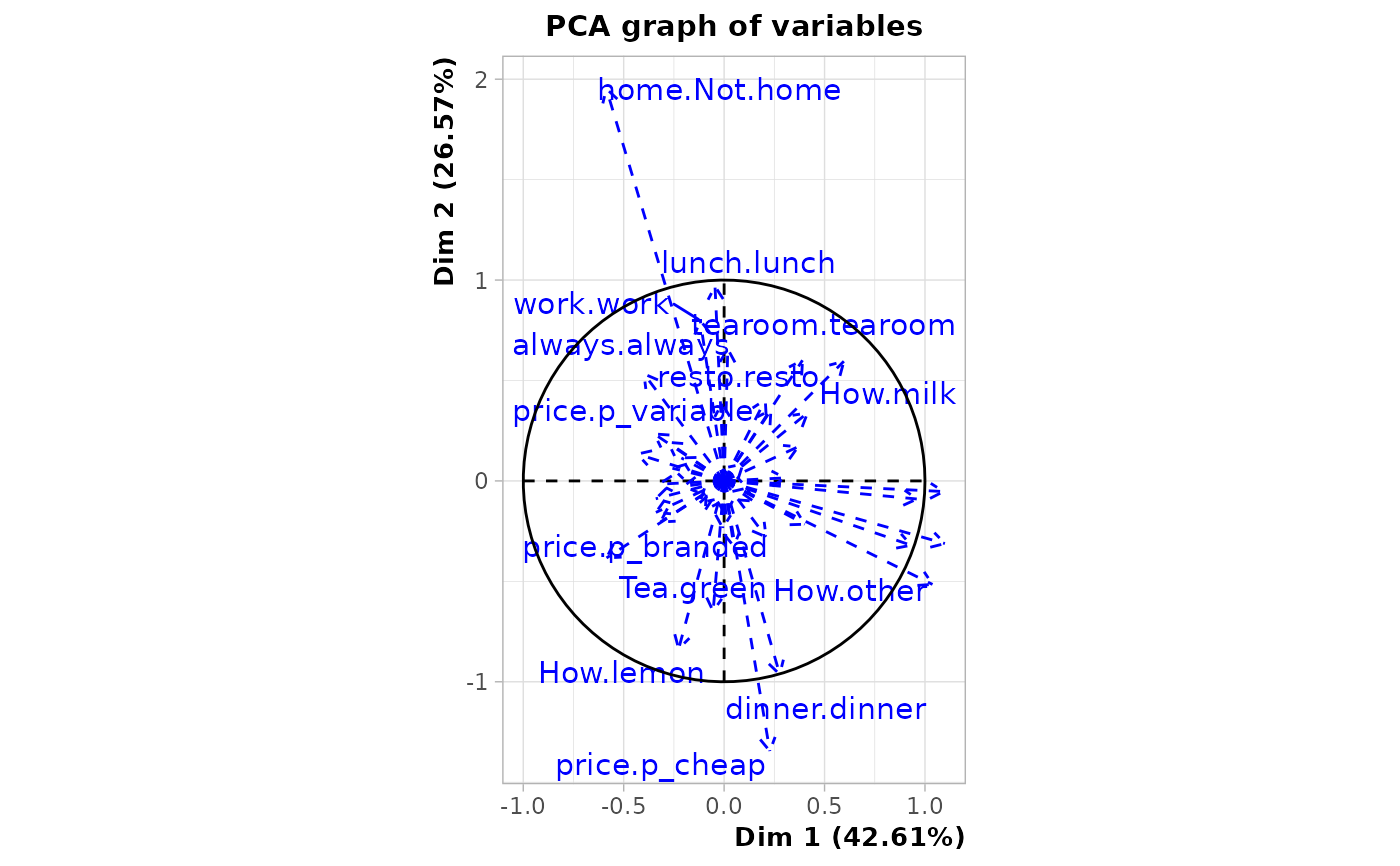 PCA graph of variables
Dim 2 (26.57%)
2
home.Not.home
lunch.lunch
1
work.work
tearoom.tearoom
always.always
resto.resto
How.milk
price.p_variable
0
price.p_branded
Tea.green
How.other
How.lemon
-1
dinner.dinner
price.p_cheap
-1.0 -0.5 0.0 0.5 1.0
Dim 1 (42.61%)